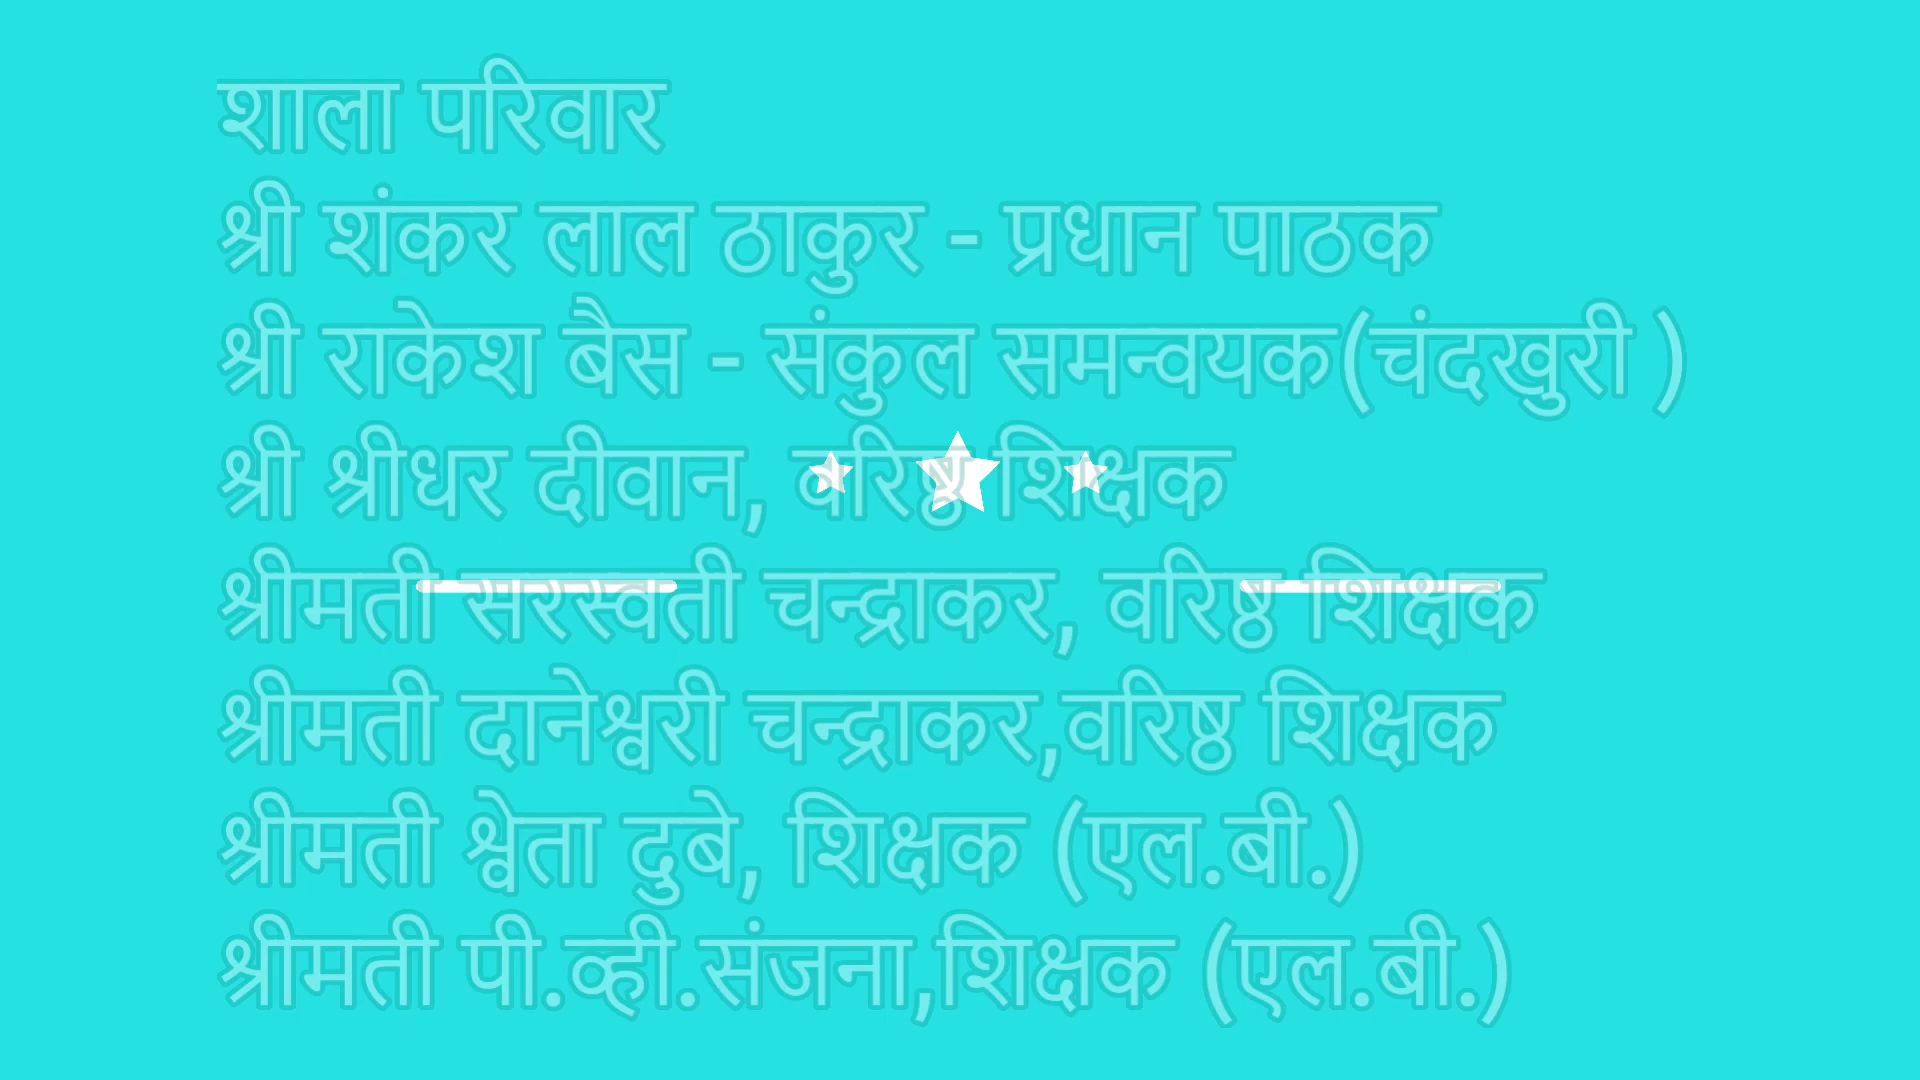 शाला परिवार
श्री शंकर लाल ठाकुर - प्रधान पाठक
श्री राकेश बैस - संकुल समन्वयक(चंदखुरी )
श्री श्रीधर दीवान, वरिष्ठ शिक्षक
श्रीमती सरस्वती चन्द्राकर, वरिष्ठ शिक्षक
श्रीमती दानेश्वरी चन्द्राकर,वरिष्ठ शिक्षक
श्रीमती श्वेता दुबे, शिक्षक (एल.बी.)
श्रीमती पी.व्ही.संजना,शिक्षक (एल.बी.)